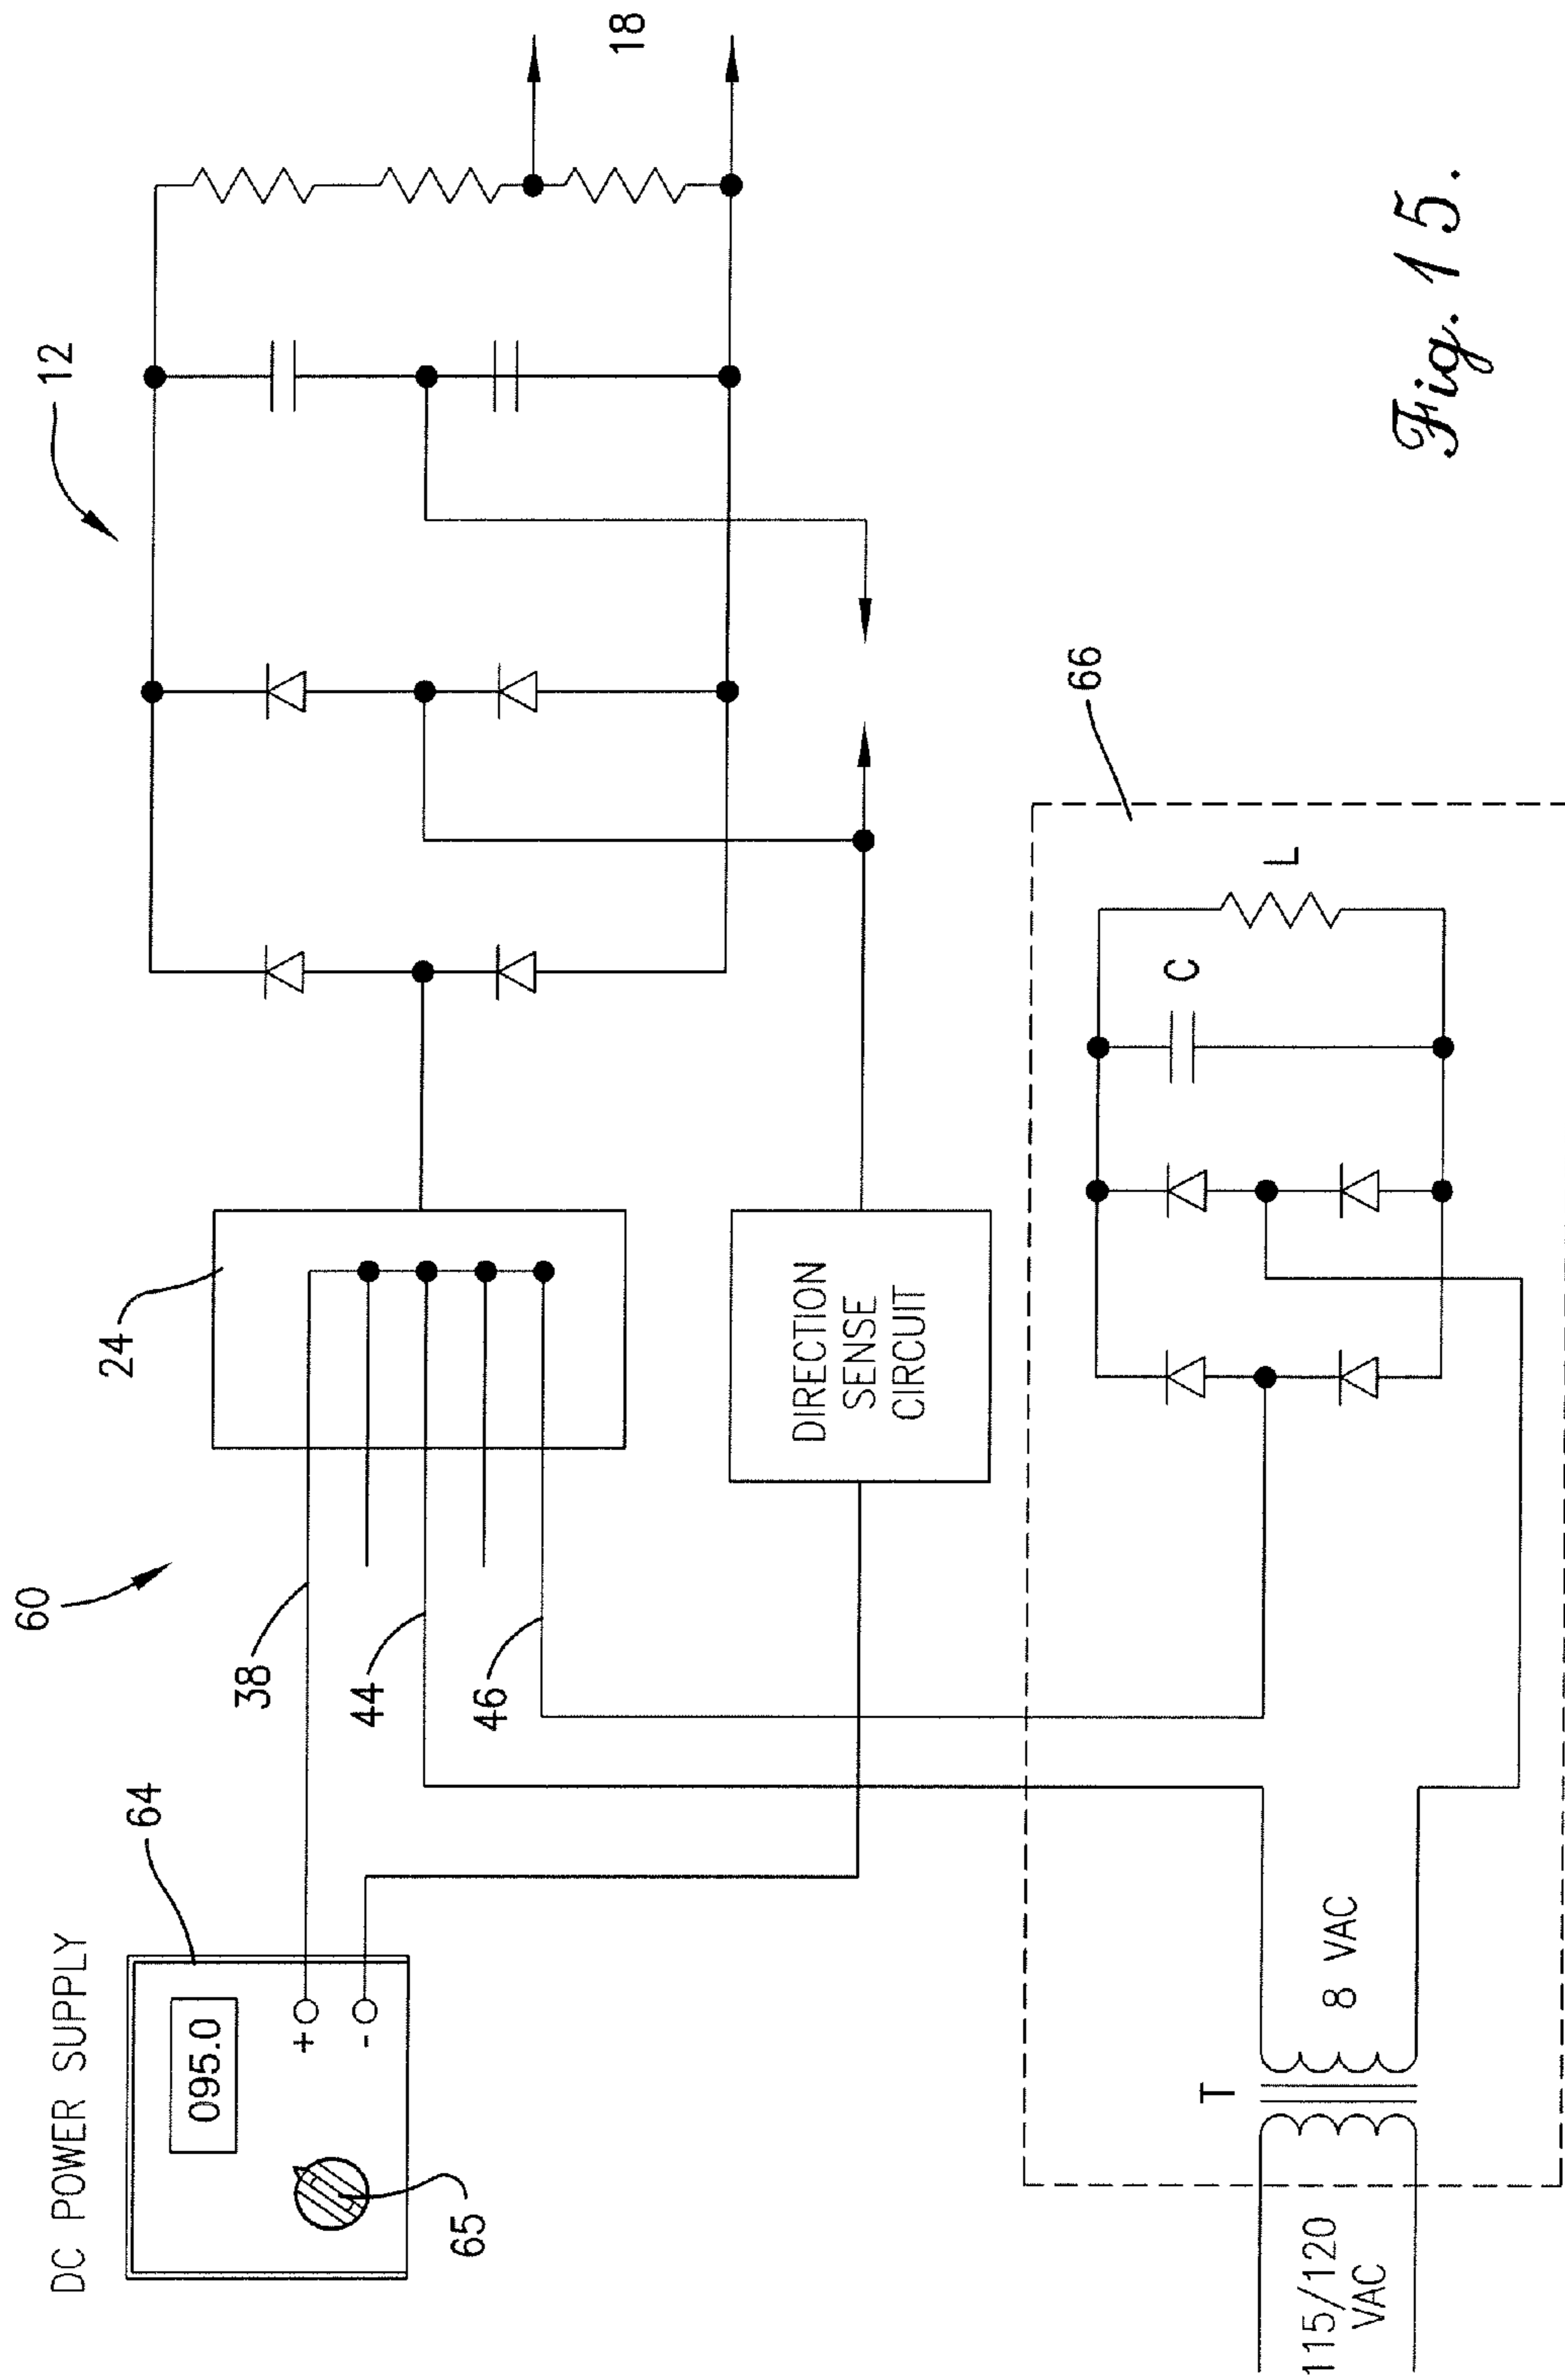 DC POWER SUPPLY
64
095.0
+
-
65
60
38
44
46
24
12
18
DIRECTION
SENSE
CIRCUIT
66
115/120
VAC
T
8 VAC
C
L
Fig. 15.